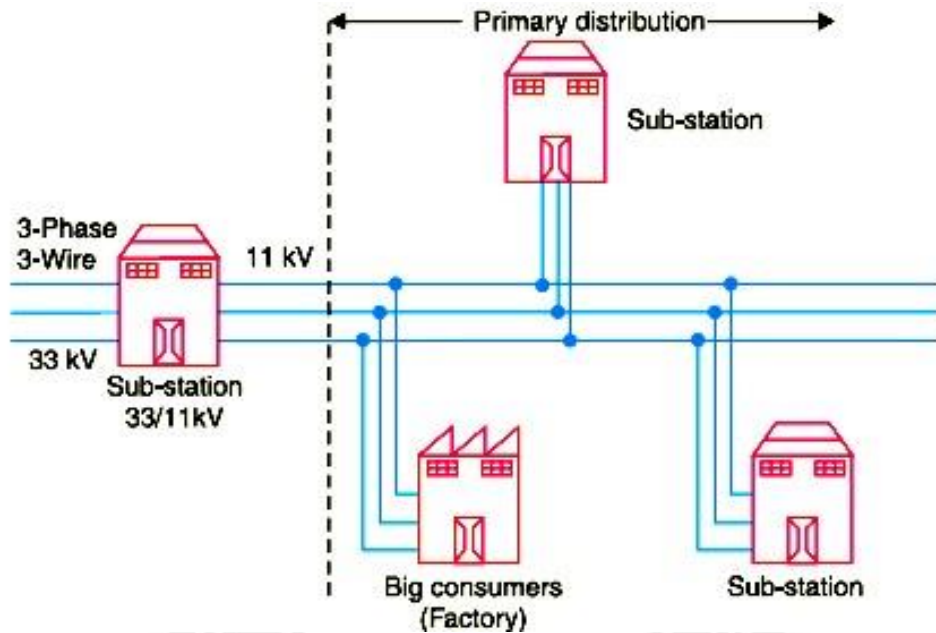 Primary distribution
Sub-station
3-Phase
3-Wire
11 kV
33 kV
Sub-station
33/11kV
Big consumers
(Factory)
Sub-station